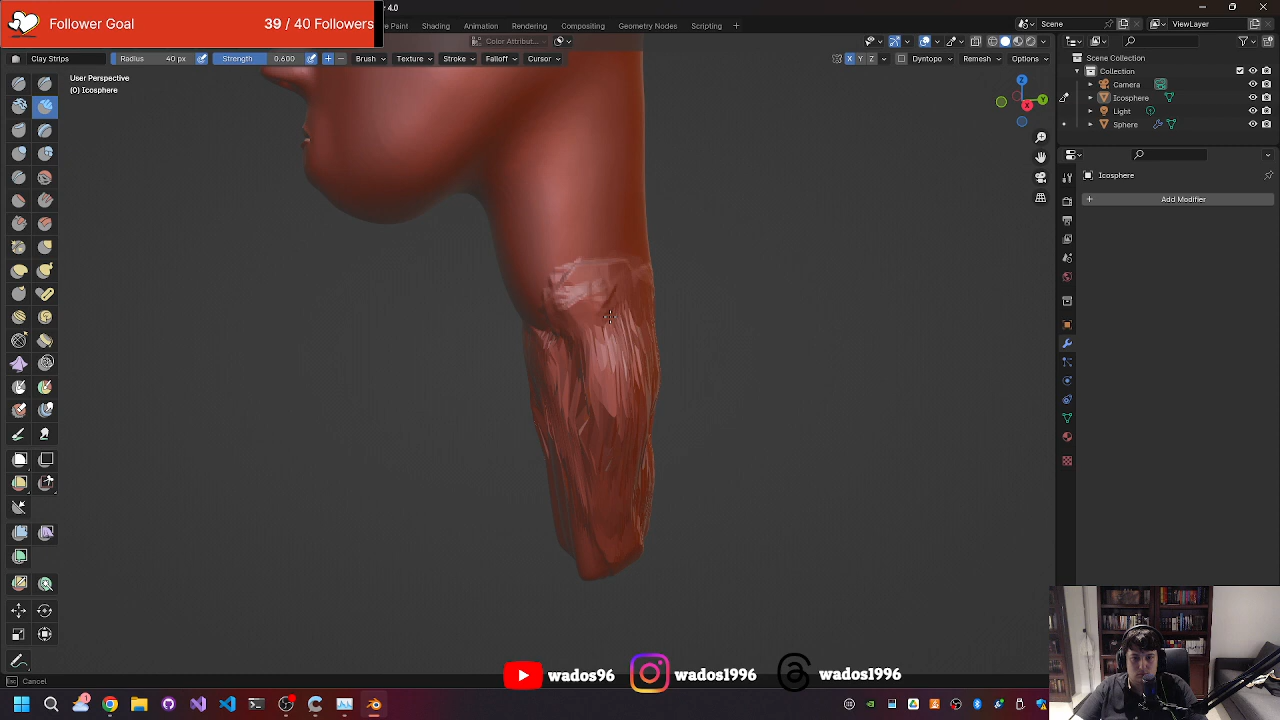 Follower Goal
39 / 40 Followers
4.0
e Paint
Shading
Animation
Rendering
Compositing
Geometry Nodes
Scripting
+
Scene
ViewLayer
Color Attribut...
Clay Strips
Radius
40 px
Strength
0.600
Brush
Texture
Stroke
Falloff
Cursor
X
Y
Z
Dyntopo
Remesh
Options
User Perspective
(0) Icosphere
Z
Y
X
Scene Collection
Collection
Camera
Icosphere
Light
Sphere
Icosphere
+ Add Modifier
Cancel
wados96
wados1996
wados1996